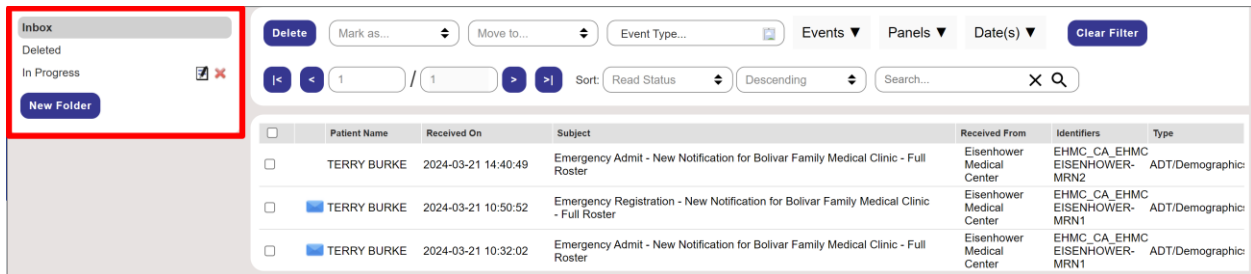 Inbox
Deleted
In Progress
New Folder
Delete Mark as... Move to... Event Type... Events ▼ Panels ▼ Date(s) ▼ Clear Filter
|< < 1 / 1 > >| Sort: Read Status Descending Search... X
Patient Name Received On Subject Received From Identifiers Type
TERRY BURKE 2024-03-21 14:40:49 Emergency Admit - New Notification for Bolivar Family Medical Clinic - Full
Roster
Eisenhower
Medical
Center
EHMC_CA_EHMC
EISENHOWER-
MRN2
ADT/Demographics
TERRY BURKE 2024-03-21 10:50:52 Emergency Registration - New Notification for Bolivar Family Medical Clinic
- Full Roster
Eisenhower
Medical
Center
EHMC_CA_EHMC
EISENHOWER-
MRN1
ADT/Demographics
TERRY BURKE 2024-03-21 10:32:02 Emergency Admit - New Notification for Bolivar Family Medical Clinic - Full
Roster
Eisenhower
Medical
Center
EHMC_CA_EHMC
EISENHOWER-
MRN1
ADT/Demographics